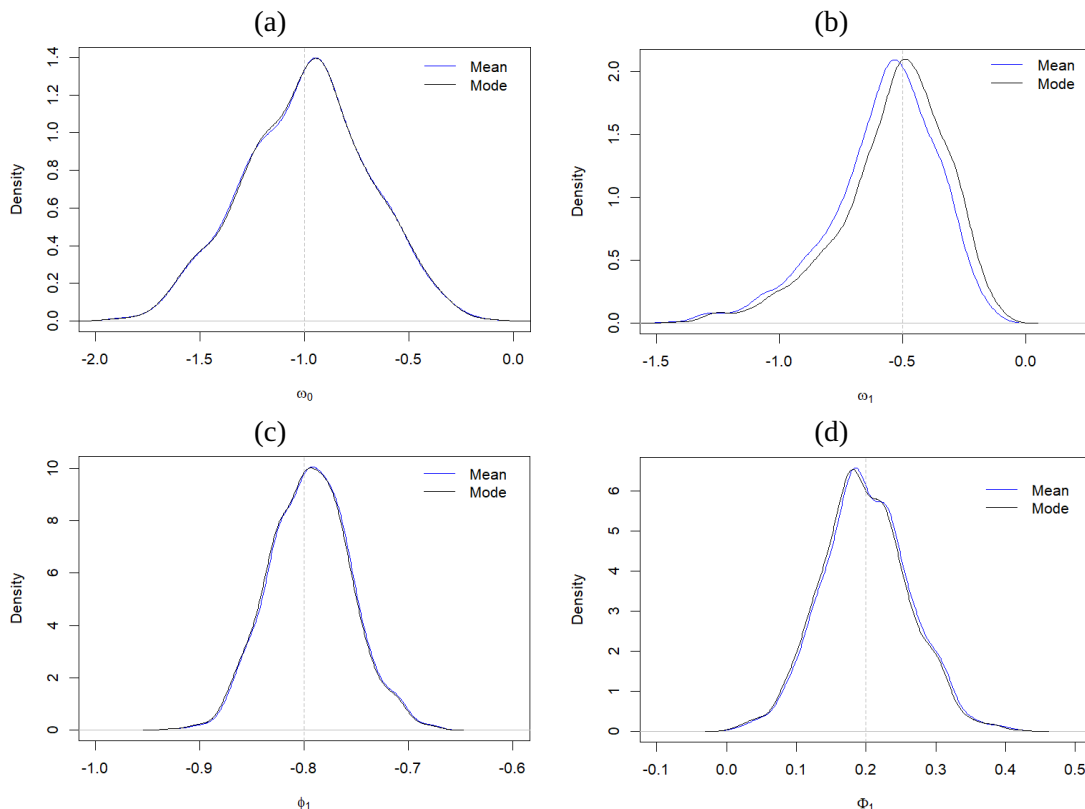 (a)
Density
0.0 0.2 0.4 0.6 0.8 1.0 1.2 1.4
Mean
Mode
-2.0 -1.5 -1.0 -0.5 0.0
ω0
(b)
Density
0.0 0.5 1.0 1.5 2.0
Mean
Mode
-1.5 -1.0 -0.5 0.0
ω1
(c)
Density
0 2 4 6 8 10
Mean
Mode
-1.0 -0.9 -0.8 -0.7 -0.6
ϕ1
(d)
Density
0 1 2 3 4 5 6
Mean
Mode
-0.1 0.0 0.1 0.2 0.3 0.4 0.5
Φ1